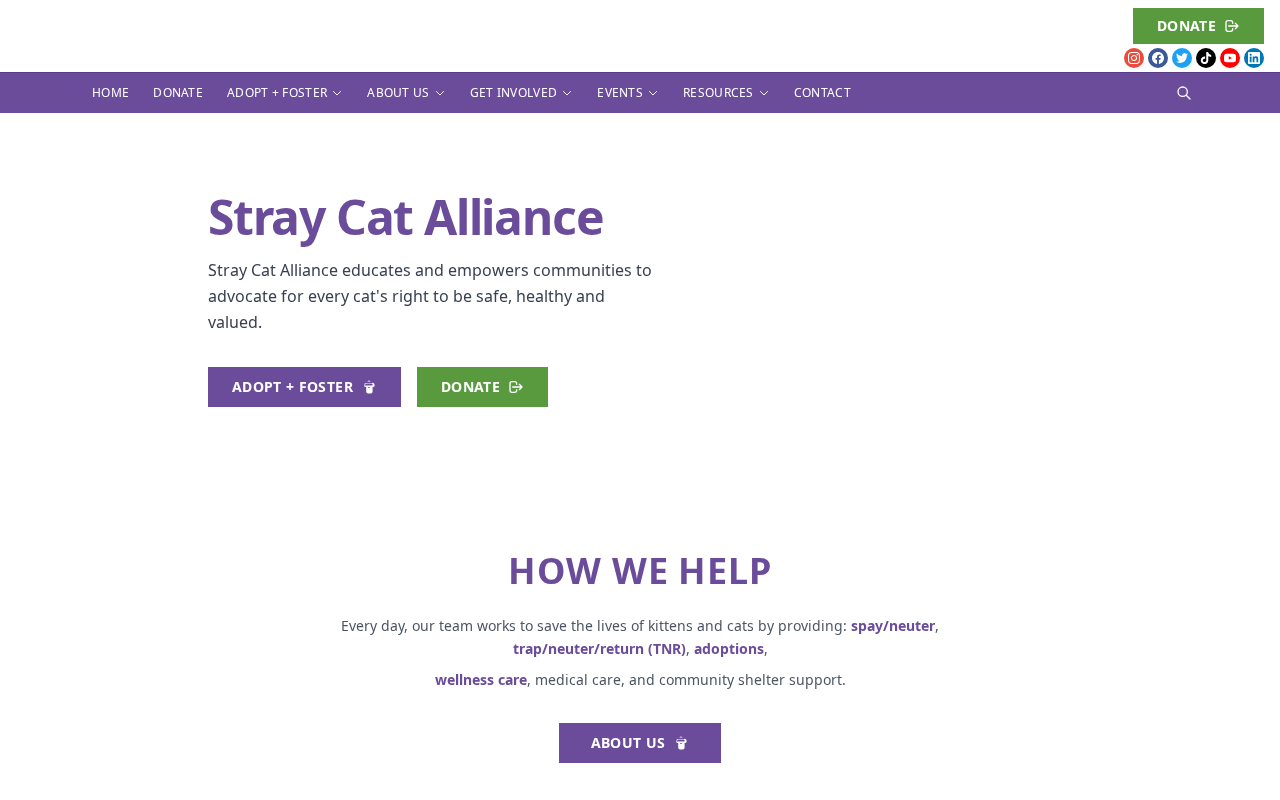 DONATE
HOME DONATE ADOPT + FOSTER ABOUT US GET INVOLVED EVENTS RESOURCES CONTACT
Stray Cat Alliance
Stray Cat Alliance educates and empowers communities to
advocate for every cat's right to be safe, healthy and
valued.
ADOPT + FOSTER DONATE
HOW WE HELP
Every day, our team works to save the lives of kittens and cats by providing: spay/neuter,
trap/neuter/return (TNR), adoptions,
wellness care, medical care, and community shelter support.
ABOUT US